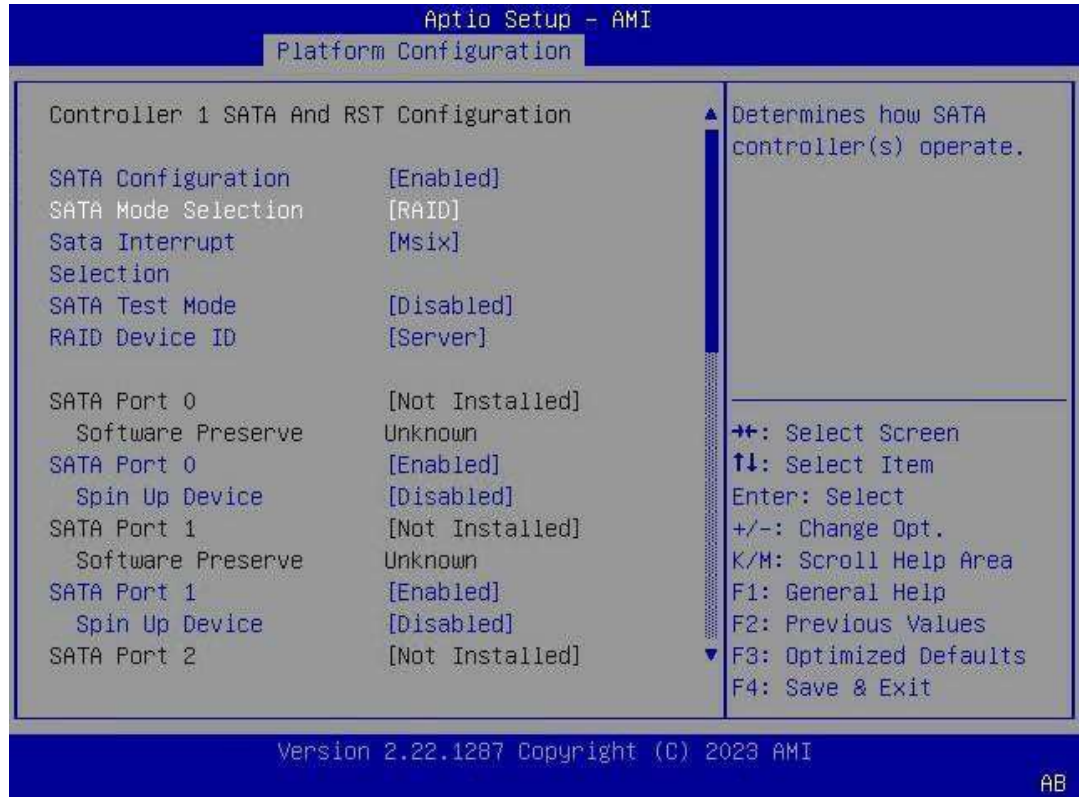 Aptio Setup – AMI
Platform Configuration
Controller 1 SATA And RST Configuration
SATA Configuration [Enabled]
SATA Mode Selection [RAID]
Sata Interrupt [Msix]
Selection
SATA Test Mode [Disabled]
RAID Device ID [Server]
SATA Port 0 [Not Installed]
Software Preserve Unknown
SATA Port 0 [Enabled]
Spin Up Device [Disabled]
SATA Port 1 [Not Installed]
Software Preserve Unknown
SATA Port 1 [Enabled]
Spin Up Device [Disabled]
SATA Port 2 [Not Installed]
Determines how SATA
controller(s) operate.
→←: Select Screen
↑↓: Select Item
Enter: Select
+/-: Change Opt.
K/M: Scroll Help Area
F1: General Help
F2: Previous Values
F3: Optimized Defaults
F4: Save & Exit
Version 2.22.1287 Copyright (C) 2023 AMI
AB